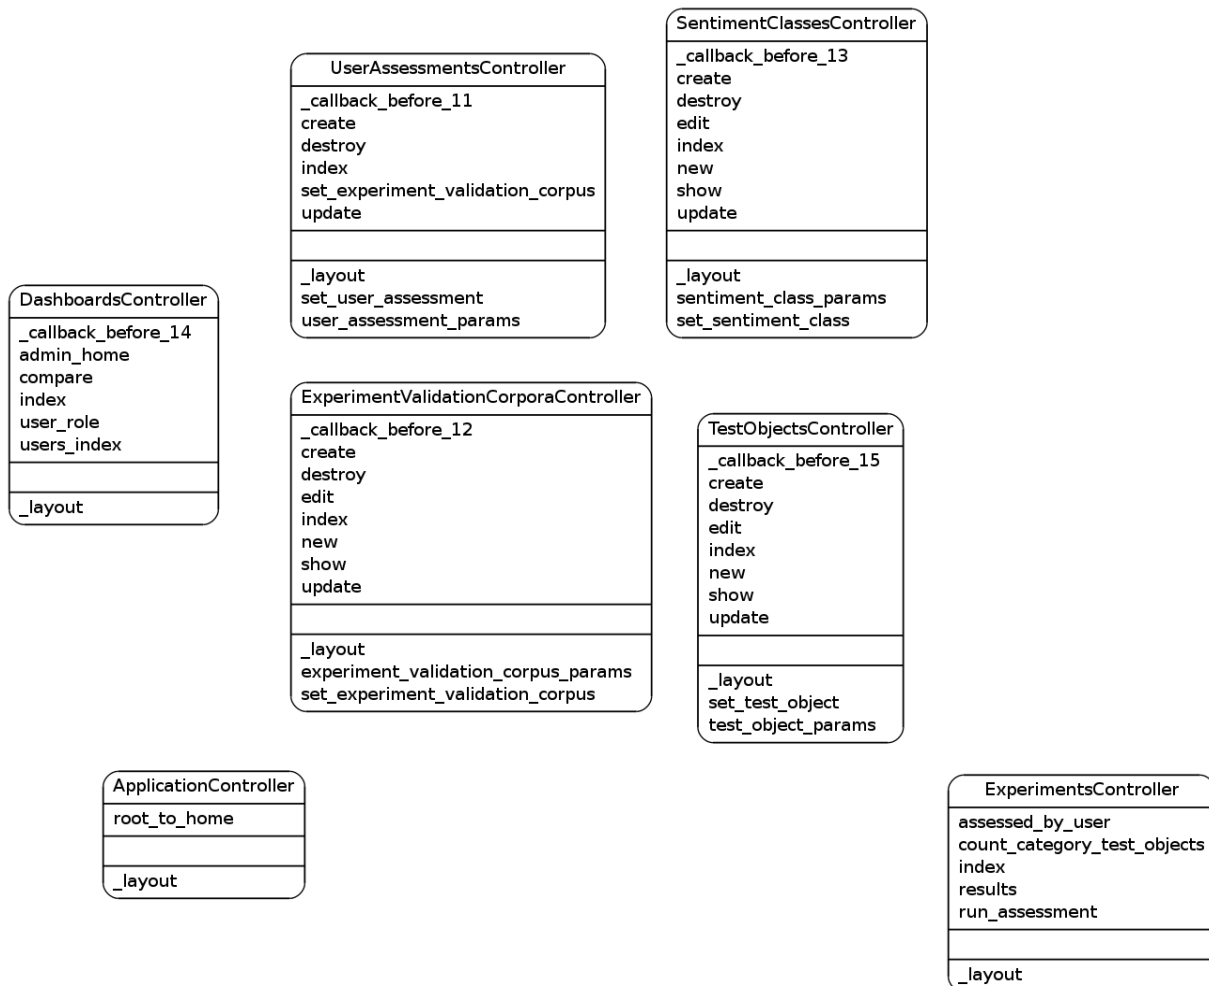 SentimentClassesController
_callback_before_13
create
destroy
edit
index
new
show
update
_layout
sentiment_class_params
set_sentiment_class
UserAssessmentsController
_callback_before_11
create
destroy
index
set_experiment_validation_corpus
update
_layout
set_user_assessment
user_assessment_params
DashboardsController
_callback_before_14
admin_home
compare
index
user_role
users_index
_layout
ExperimentValidationCorporaController
_callback_before_12
create
destroy
edit
index
new
show
update
_layout
experiment_validation_corpus_params
set_experiment_validation_corpus
TestObjectsController
_callback_before_15
create
destroy
edit
index
new
show
update
_layout
set_test_object
test_object_params
ApplicationController
root_to_home
_layout
ExperimentsController
assessed_by_user
count_category_test_objects
index
results
run_assessment
_layout